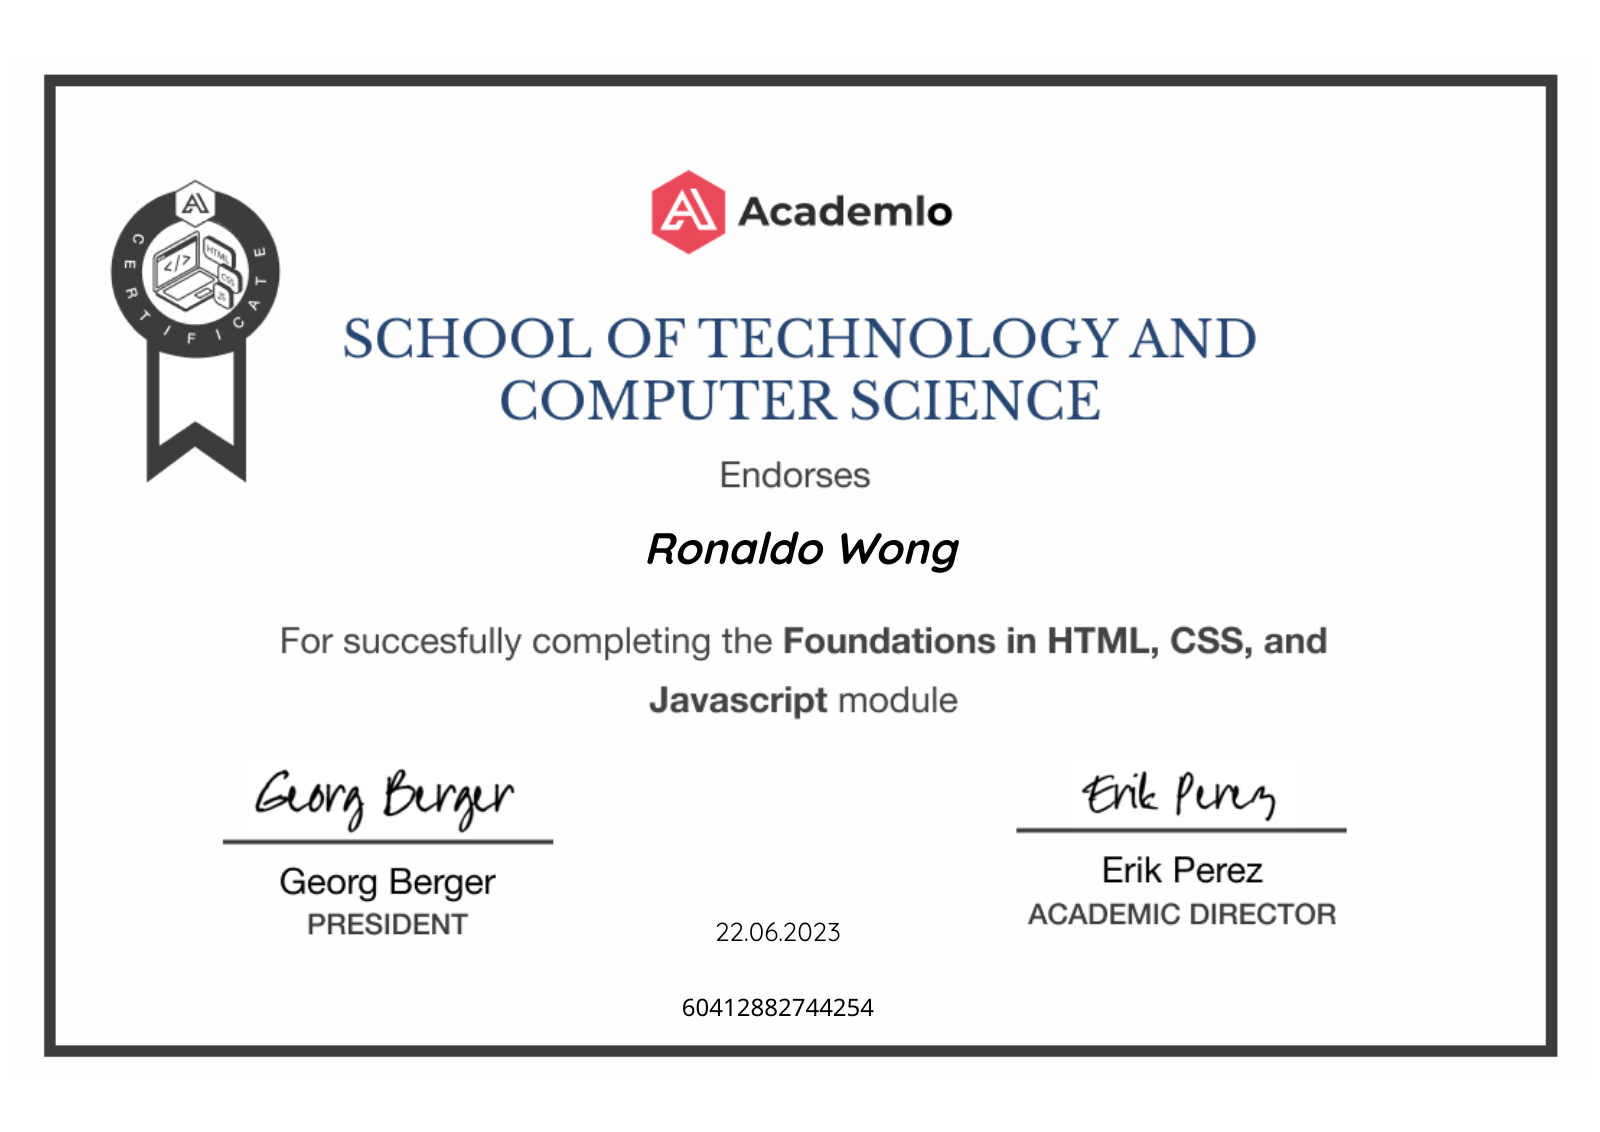 Academlo
CERTIFICATE
</>
HTML
CSS
JS
SCHOOL OF TECHNOLOGY AND
COMPUTER SCIENCE
Endorses
Ronaldo Wong
For succesfully completing the Foundations in HTML, CSS, and
Javascript module
Georg Berger
Erik Perez
Georg Berger
Erik Perez
PRESIDENT
ACADEMIC DIRECTOR
22.06.2023
60412882744254